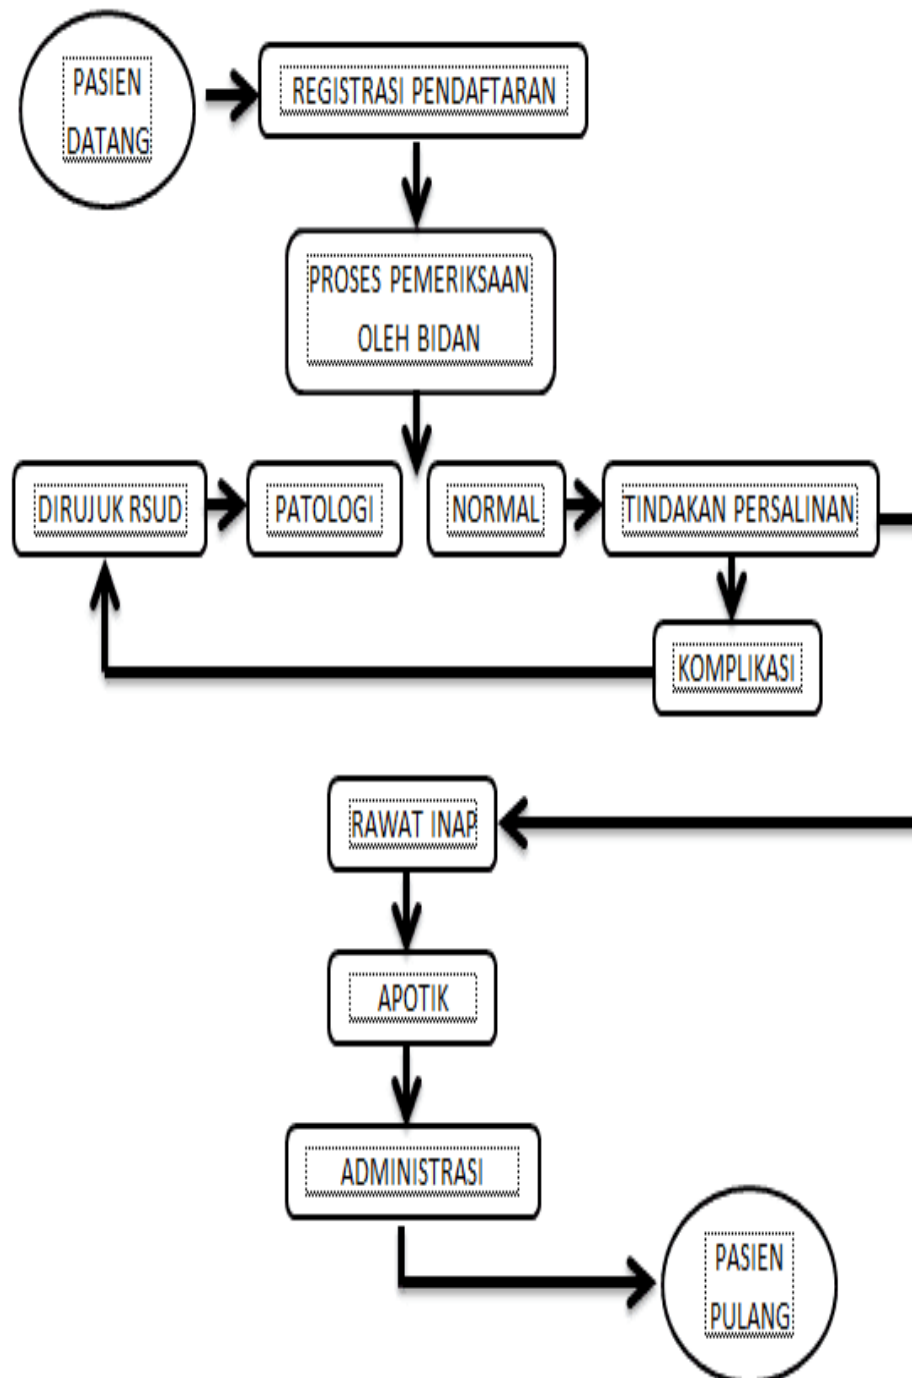 PASIEN
DATANG
REGISTRASI PENDAFTARAN
PROSES PEMERIKSAAN
OLEH BIDAN
DIRUJUK RSUD
PATOLOGI
NORMAL
TINDAKAN PERSALINAN
KOMPLIKASI
RAWAT INAP
APOTIK
ADMINISTRASI
PASIEN
PULANG